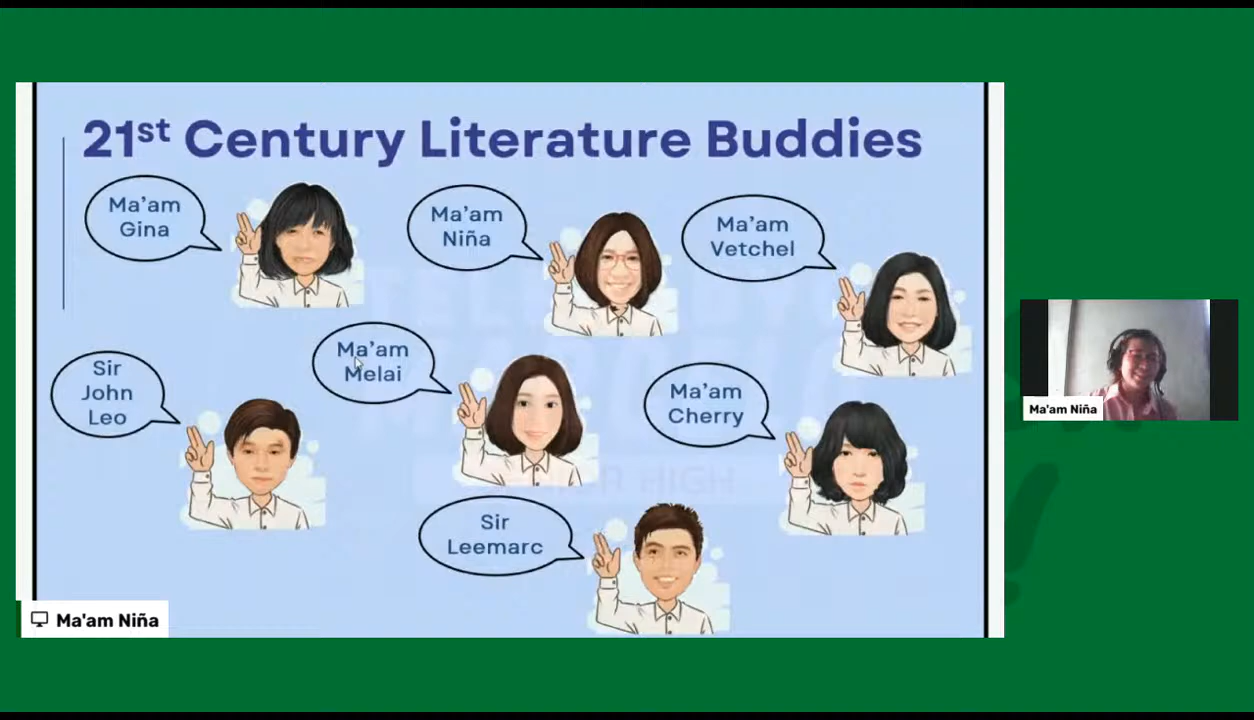 21st Century Literature Buddies
Ma'am
Gina
Ma'am
Niña
Ma'am
Vetchel
Sir
John
Leo
Ma'am
Melai
Ma'am
Cherry
Sir
Leemarc
Ma'am Niña
Ma'am Niña